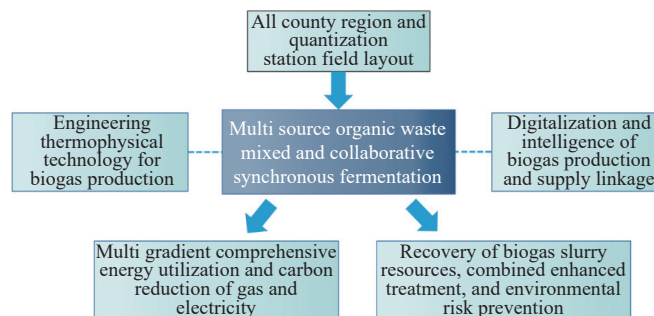 All county region and
quantization
station field layout
Engineering
thermophysical
technology for
biogas production
Multi source organic waste
mixed and collaborative
synchronous fermentation
Digitalization and
intelligence of
biogas production
and supply linkage
Multi gradient comprehensive
energy utilization and carbon
reduction of gas and
electricity
Recovery of biogas slurry
resources, combined enhanced
treatment, and environmental
risk prevention